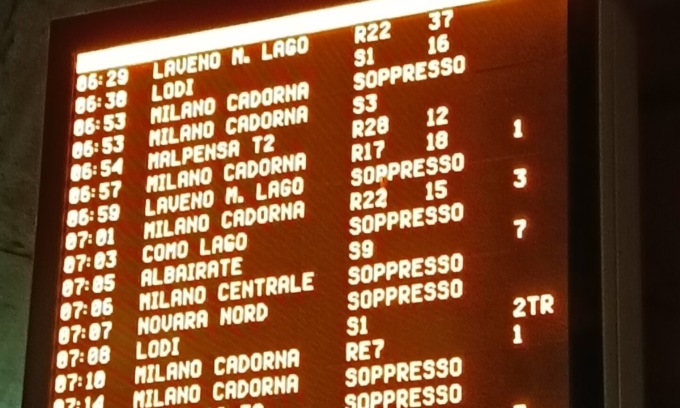 06:29 LAVENO M. LAGO R22 37
06:38 LODI S1 16
06:53 MILANO CADORNA SOPPRESSO
06:53 MILANO CADORNA S3
06:54 MALPENSA T2 R28 12
06:57 MILANO CADORNA R17 18 1
06:59 LAVENO M. LAGO SOPPRESSO
07:01 MILANO CADORNA R22 15 3
07:03 COMO LAGO SOPPRESSO
07:05 ALBAIRATE S9 7
07:06 MILANO CENTRALE SOPPRESSO
07:07 NOVARA NORD SOPPRESSO
07:08 LODI S1 2TR
07:10 MILANO CADORNA RE7 1
07:14 MILANO CADORNA SOPPRESSO
SOPPRESSO